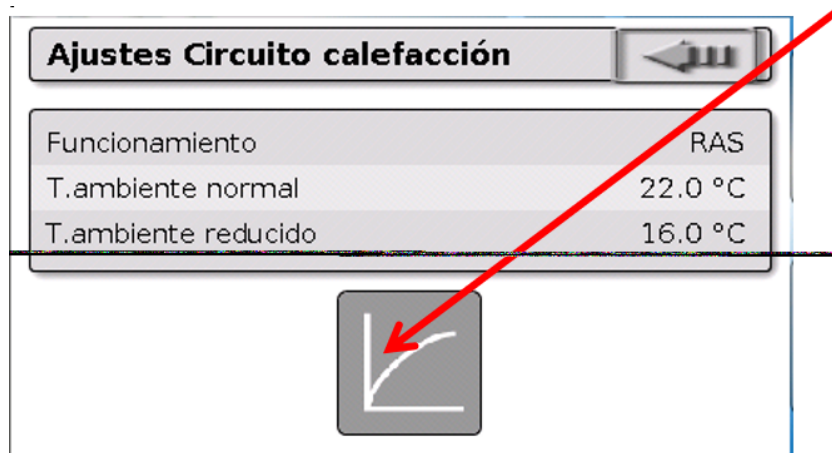 Ajustes Circuito calefacción
Funcionamiento RAS
T.ambiente normal 22.0 °C
T.ambiente reducido 16.0 °C